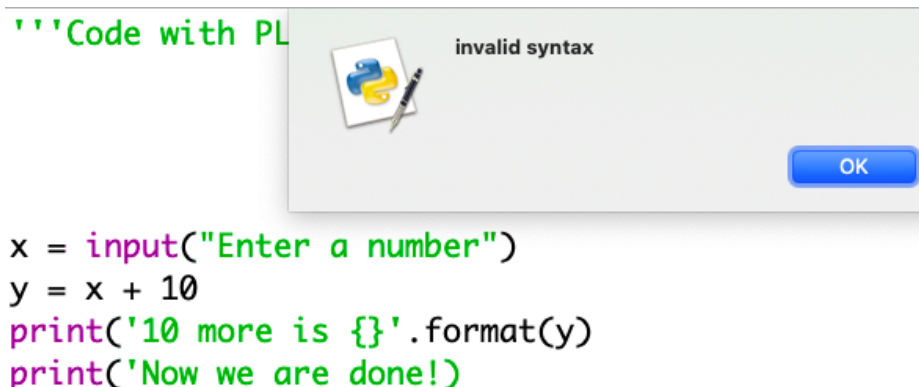 '''Code with PL
invalid syntax
OK
x = input("Enter a number")
y = x + 10
print('10 more is {}'.format(y)
print('Now we are done!)